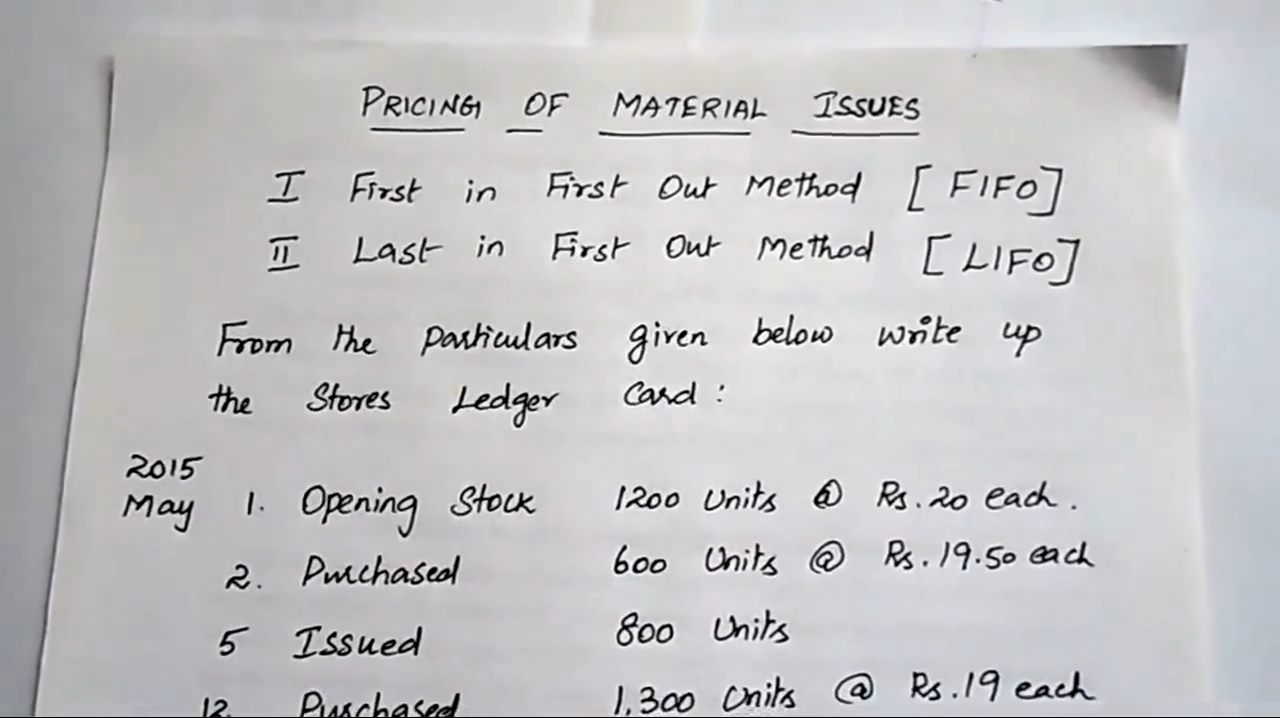 PRICING OF MATERIAL ISSUES
I First in First Out Method [FIFO]
II Last in First Out Method [LIFO]
From the particulars given below write up
the Stores Ledger Card:
2015
May 1. Opening Stock 1200 Units @ Rs.20 each.
2. Purchased 600 Units @ Rs.19.50 each
5 Issued 800 Units
12 Purchased 1,300 Units @ Rs.19 each